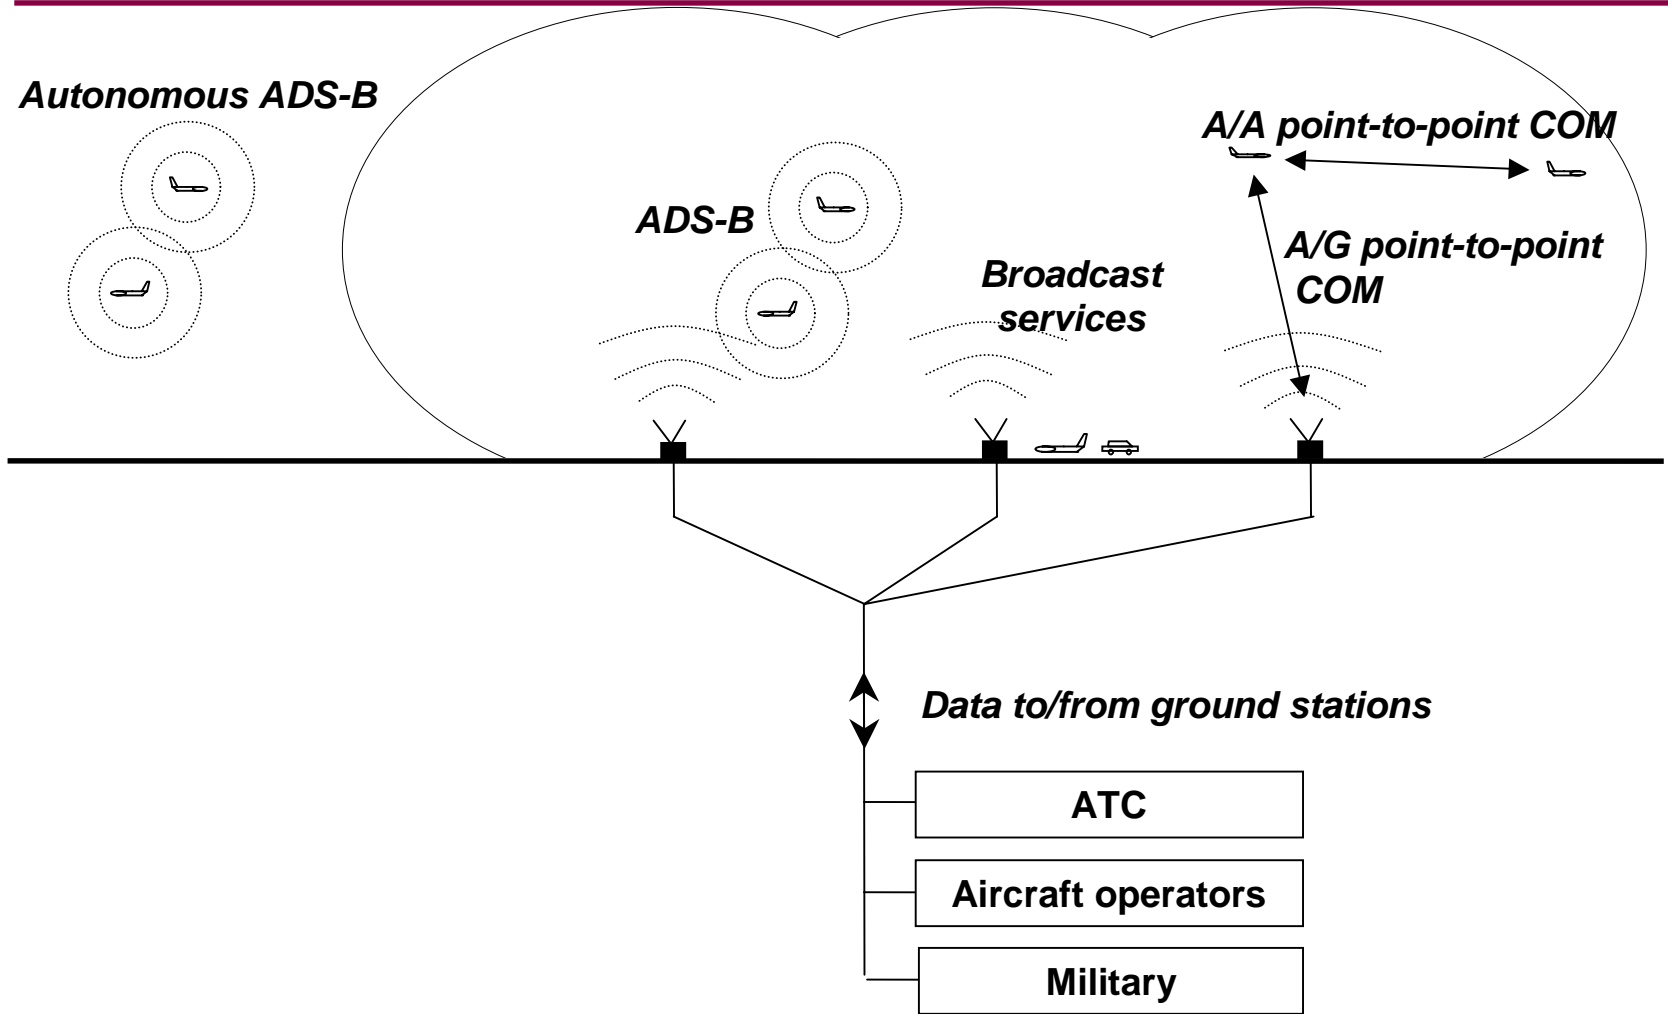 Autonomous ADS-B
A/A point-to-point COM
ADS-B
A/G point-to-point
COM
Broadcast
services
Data to/from ground stations
ATC
Aircraft operators
Military